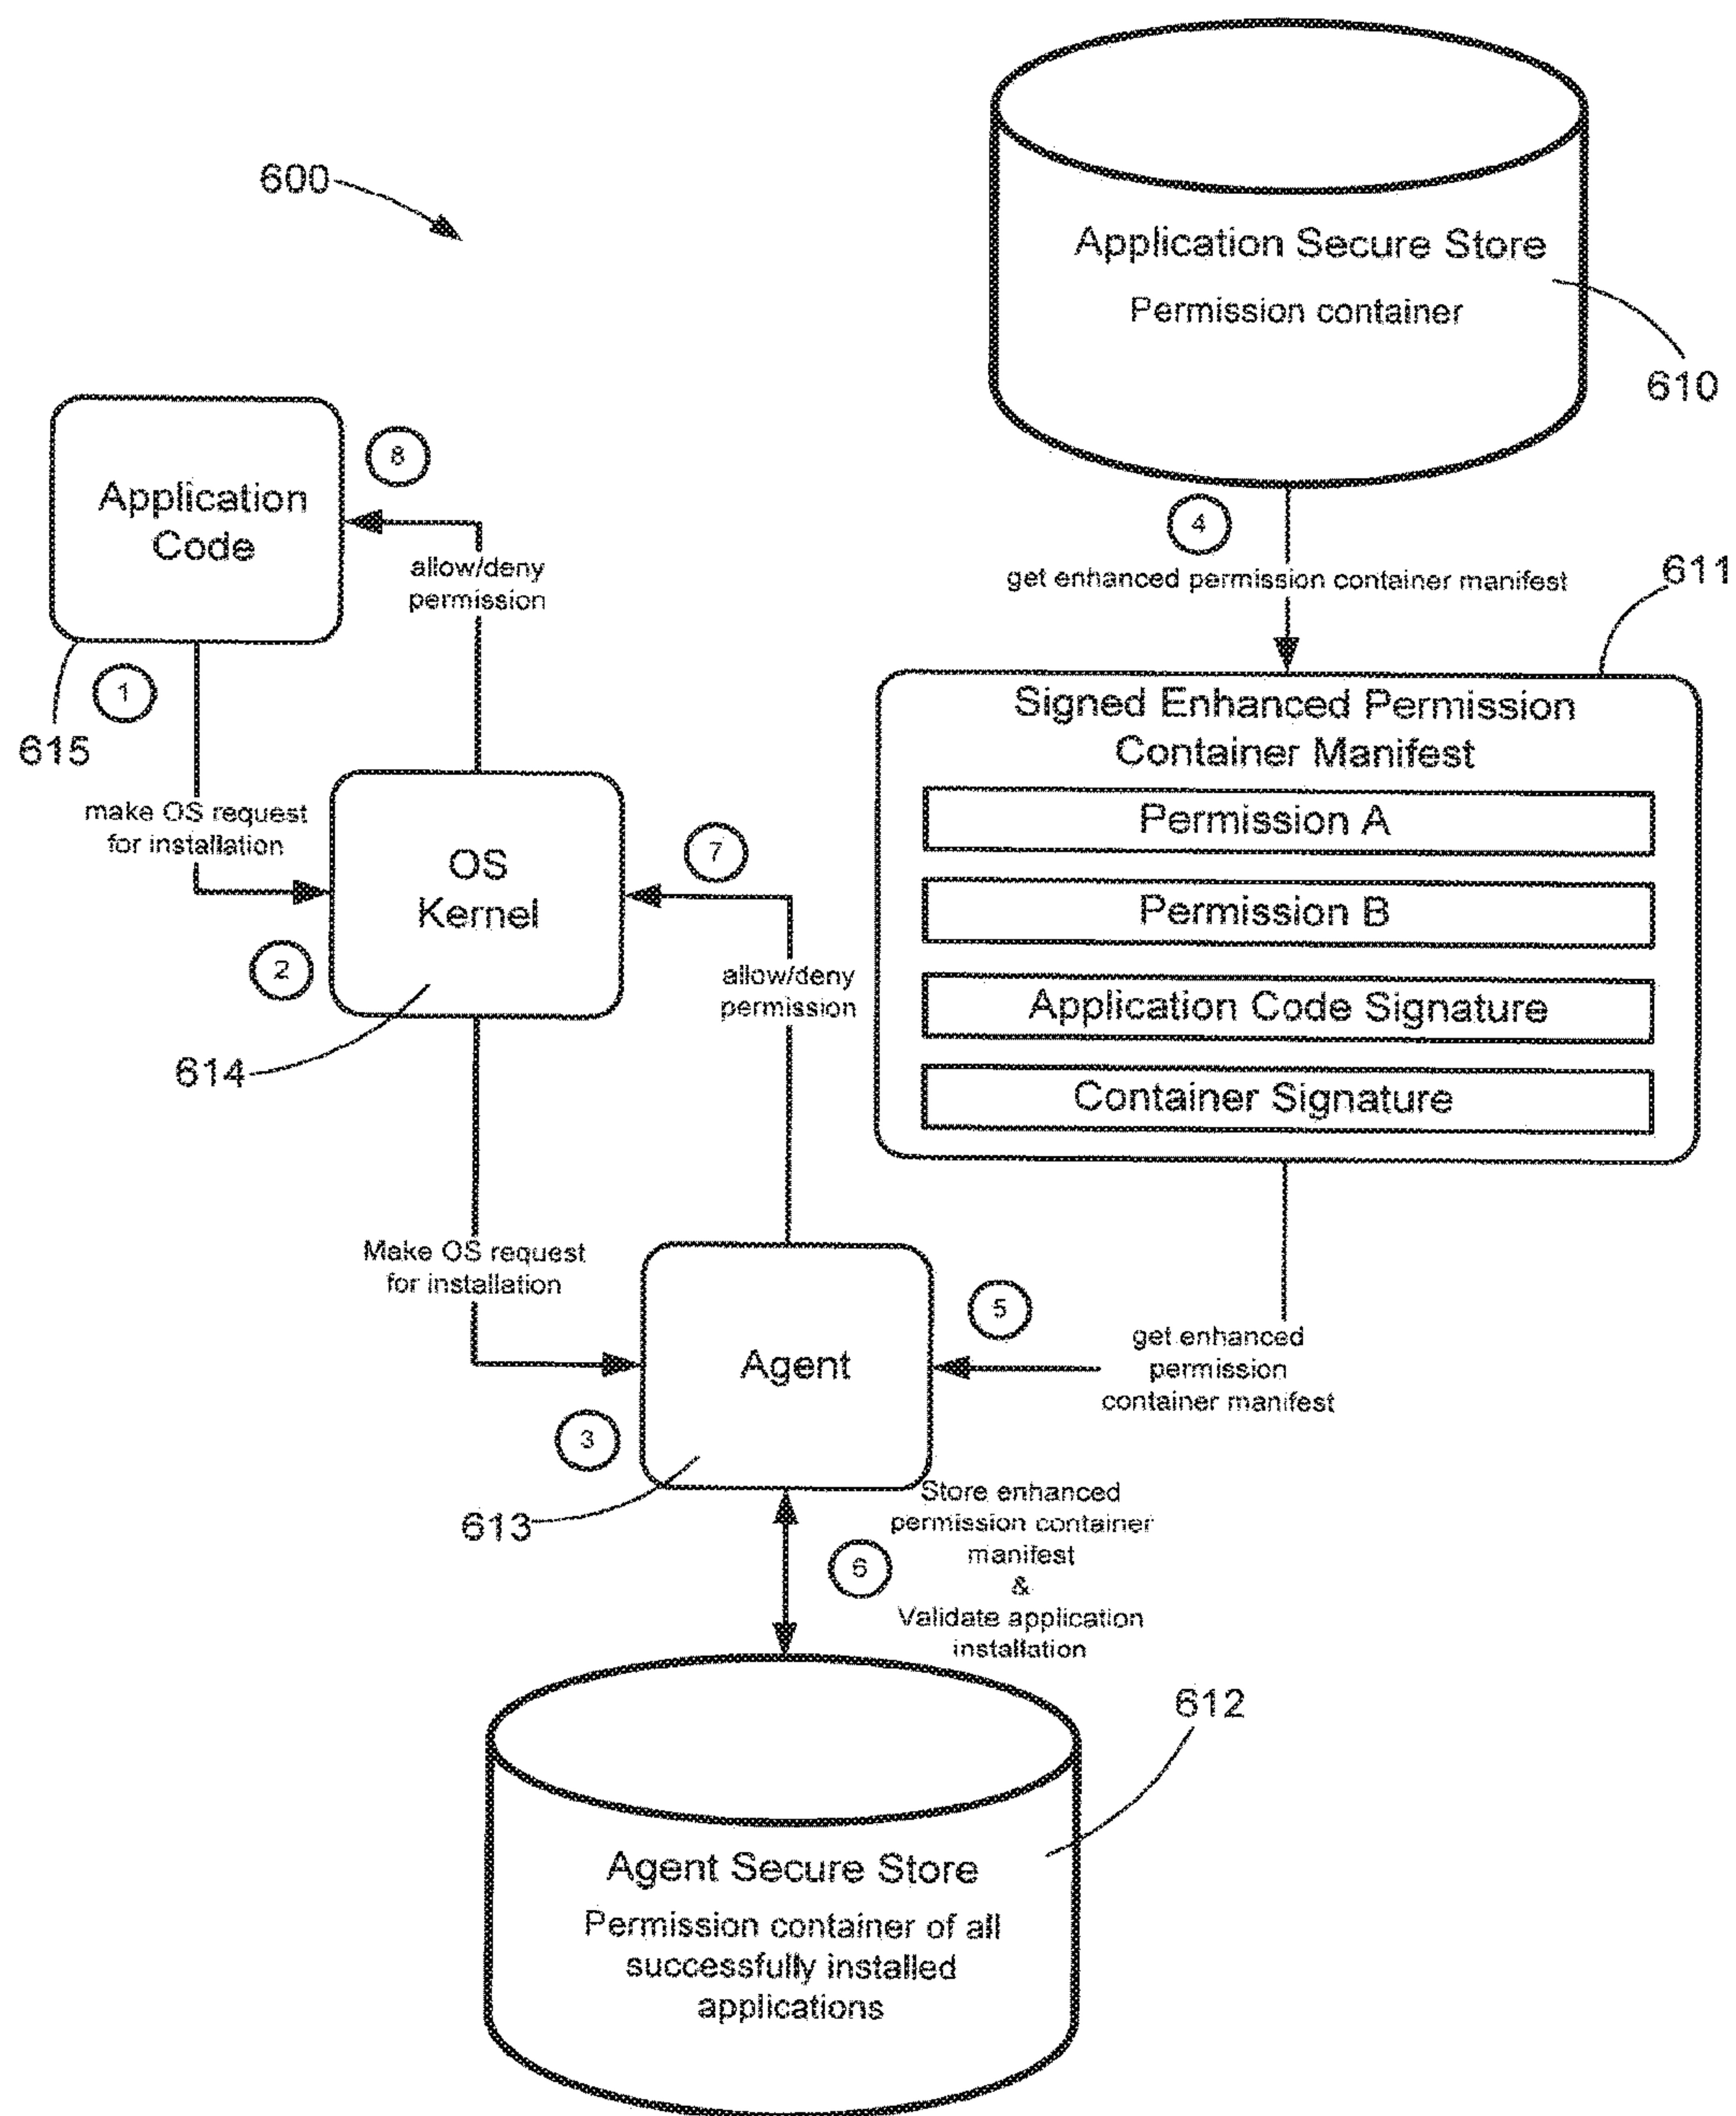 600
Application Secure Store
Permission container
610
8
Application
Code
allow/deny
permission
4
get enhanced permission container manifest
611
1
615
make OS request
for installation
Signed Enhanced Permission
Container Manifest
Permission A
Permission B
Application Code Signature
Container Signature
OS
Kernel
7
2
614
allow/deny
permission
Make OS request
for installation
5
get enhanced
permission
container manifest
Agent
3
613
Store enhanced
permission container
manifest
&
Validate application
installation
6
612
Agent Secure Store
Permission container of all
successfully installed
applications